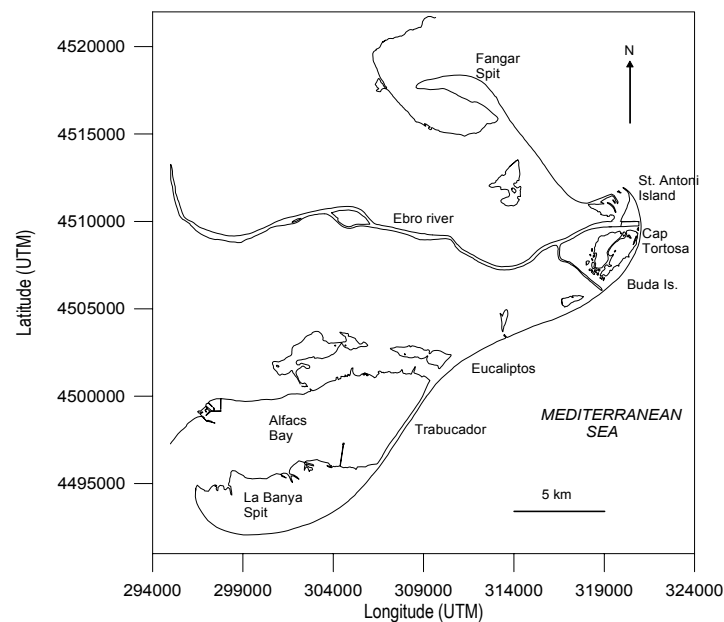 4520000
4515000
4510000
4505000
4500000
4495000
Latitude (UTM)
Fangar
Spit
N
St. Antoni
Island
Ebro river
Cap
Tortosa
Buda Is.
Eucaliptos
Alfacs
Bay
Trabucador
MEDITERRANEAN
SEA
La Banya
Spit
5 km
294000 299000 304000 309000 314000 319000 324000
Longitude (UTM)